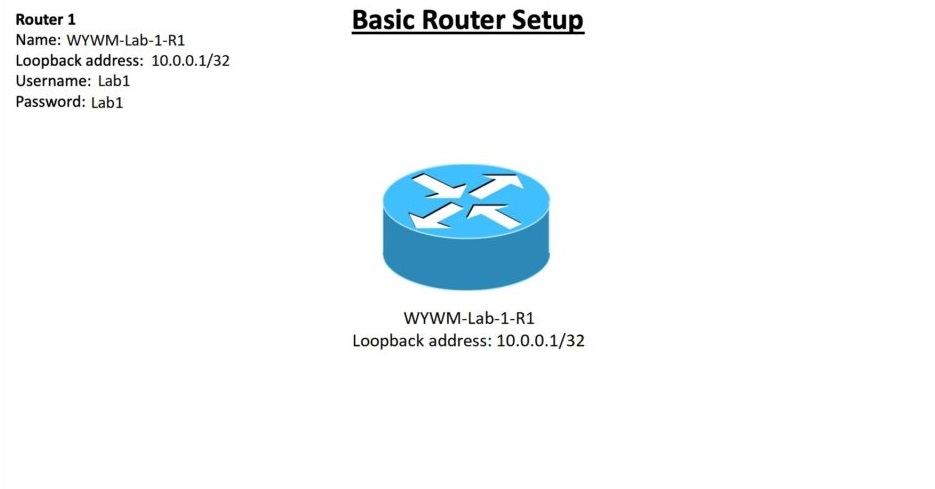 Router 1
Name: WYWM-Lab-1-R1
Loopback address: 10.0.0.1/32
Username: Lab1
Password: Lab1
Basic Router Setup
WYWM-Lab-1-R1
Loopback address: 10.0.0.1/32